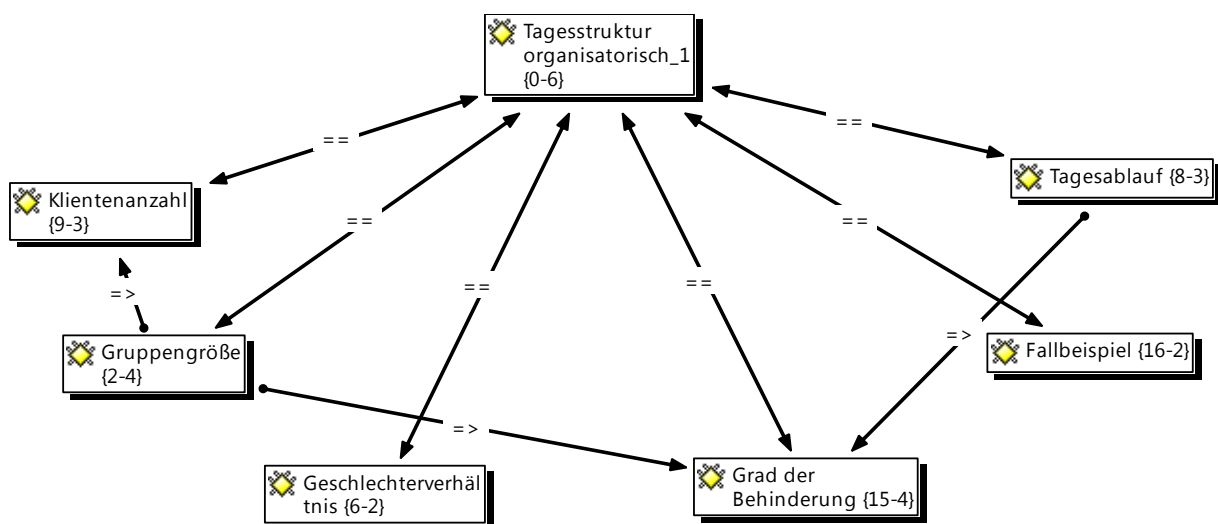 Tagesstruktur
organisatorisch_1
{0-6}
==
==
Tagesablauf {8-3}
Klientenanzahl
{9-3}
==
==
==
==
=>
Gruppengröße
{2-4}
=>
Fallbeispiel {16-2}
=>
Geschlechterverhäl
tnis {6-2}
Grad der
Behinderung {15-4}